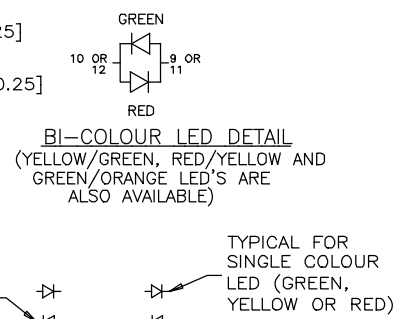 25]
GREEN
10 OR
12
9 OR
11
0.25]
RED
BI-COLOUR LED DETAIL
(YELLOW/GREEN, RED/YELLOW AND
GREEN/ORANGE LED'S ARE
ALSO AVAILABLE)
TYPICAL FOR
SINGLE COLOUR
LED (GREEN,
YELLOW OR RED)